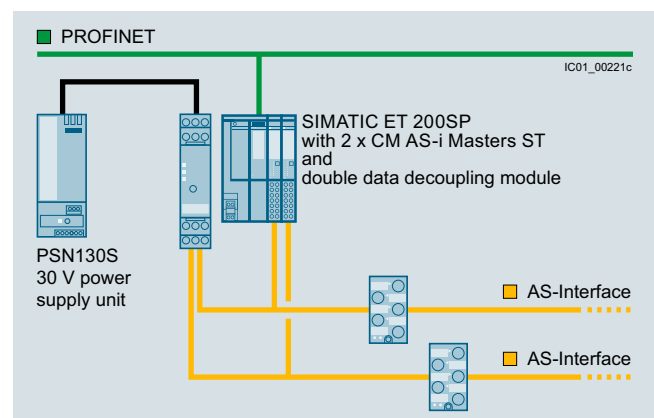 PROFINET
IC01_00221c
SIMATIC ET 200SP
with 2 x CM AS-i Masters ST
and
double data decoupling module
PSN130S
30 V power
supply unit
AS-Interface
AS-Interface